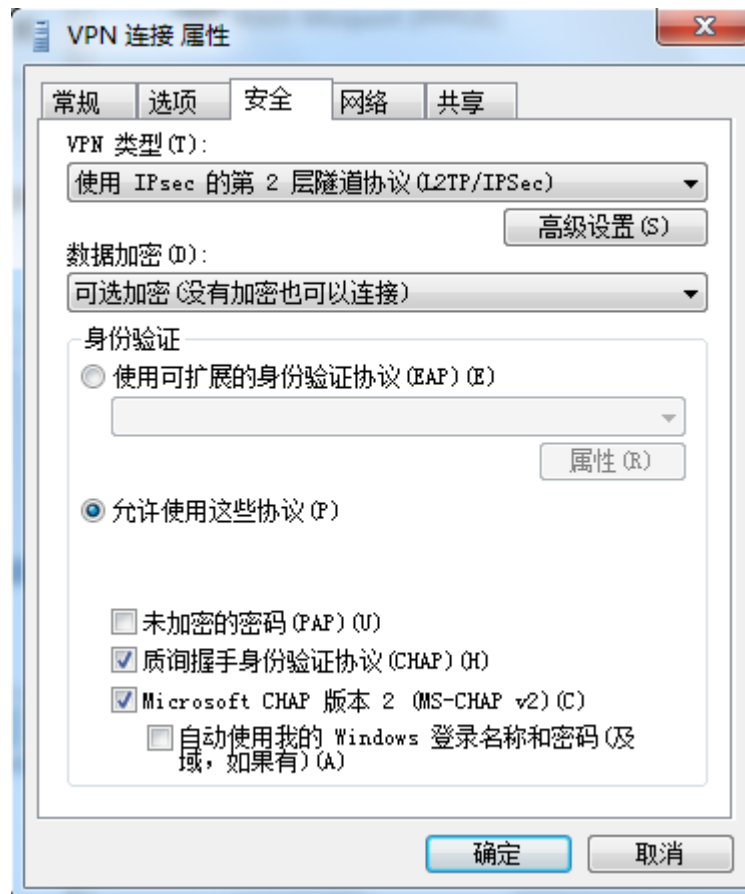 VPN 连接 属性
常规 选项 安全 网络 共享
VPN 类型(T):
使用 IPsec 的第 2 层隧道协议(L2TP/IPSec)
高级设置(S)
数据加密(D):
可选加密(没有加密也可以连接)
身份验证
使用可扩展的身份验证协议(EAP)(E)
属性(R)
允许使用这些协议(P)
未加密的密码(PAP)(U)
质询握手身份验证协议(CHAP)(H)
Microsoft CHAP 版本 2 (MS-CHAP v2)(C)
自动使用我的 Windows 登录名称和密码(及
域，如果有)(A)
确定 取消